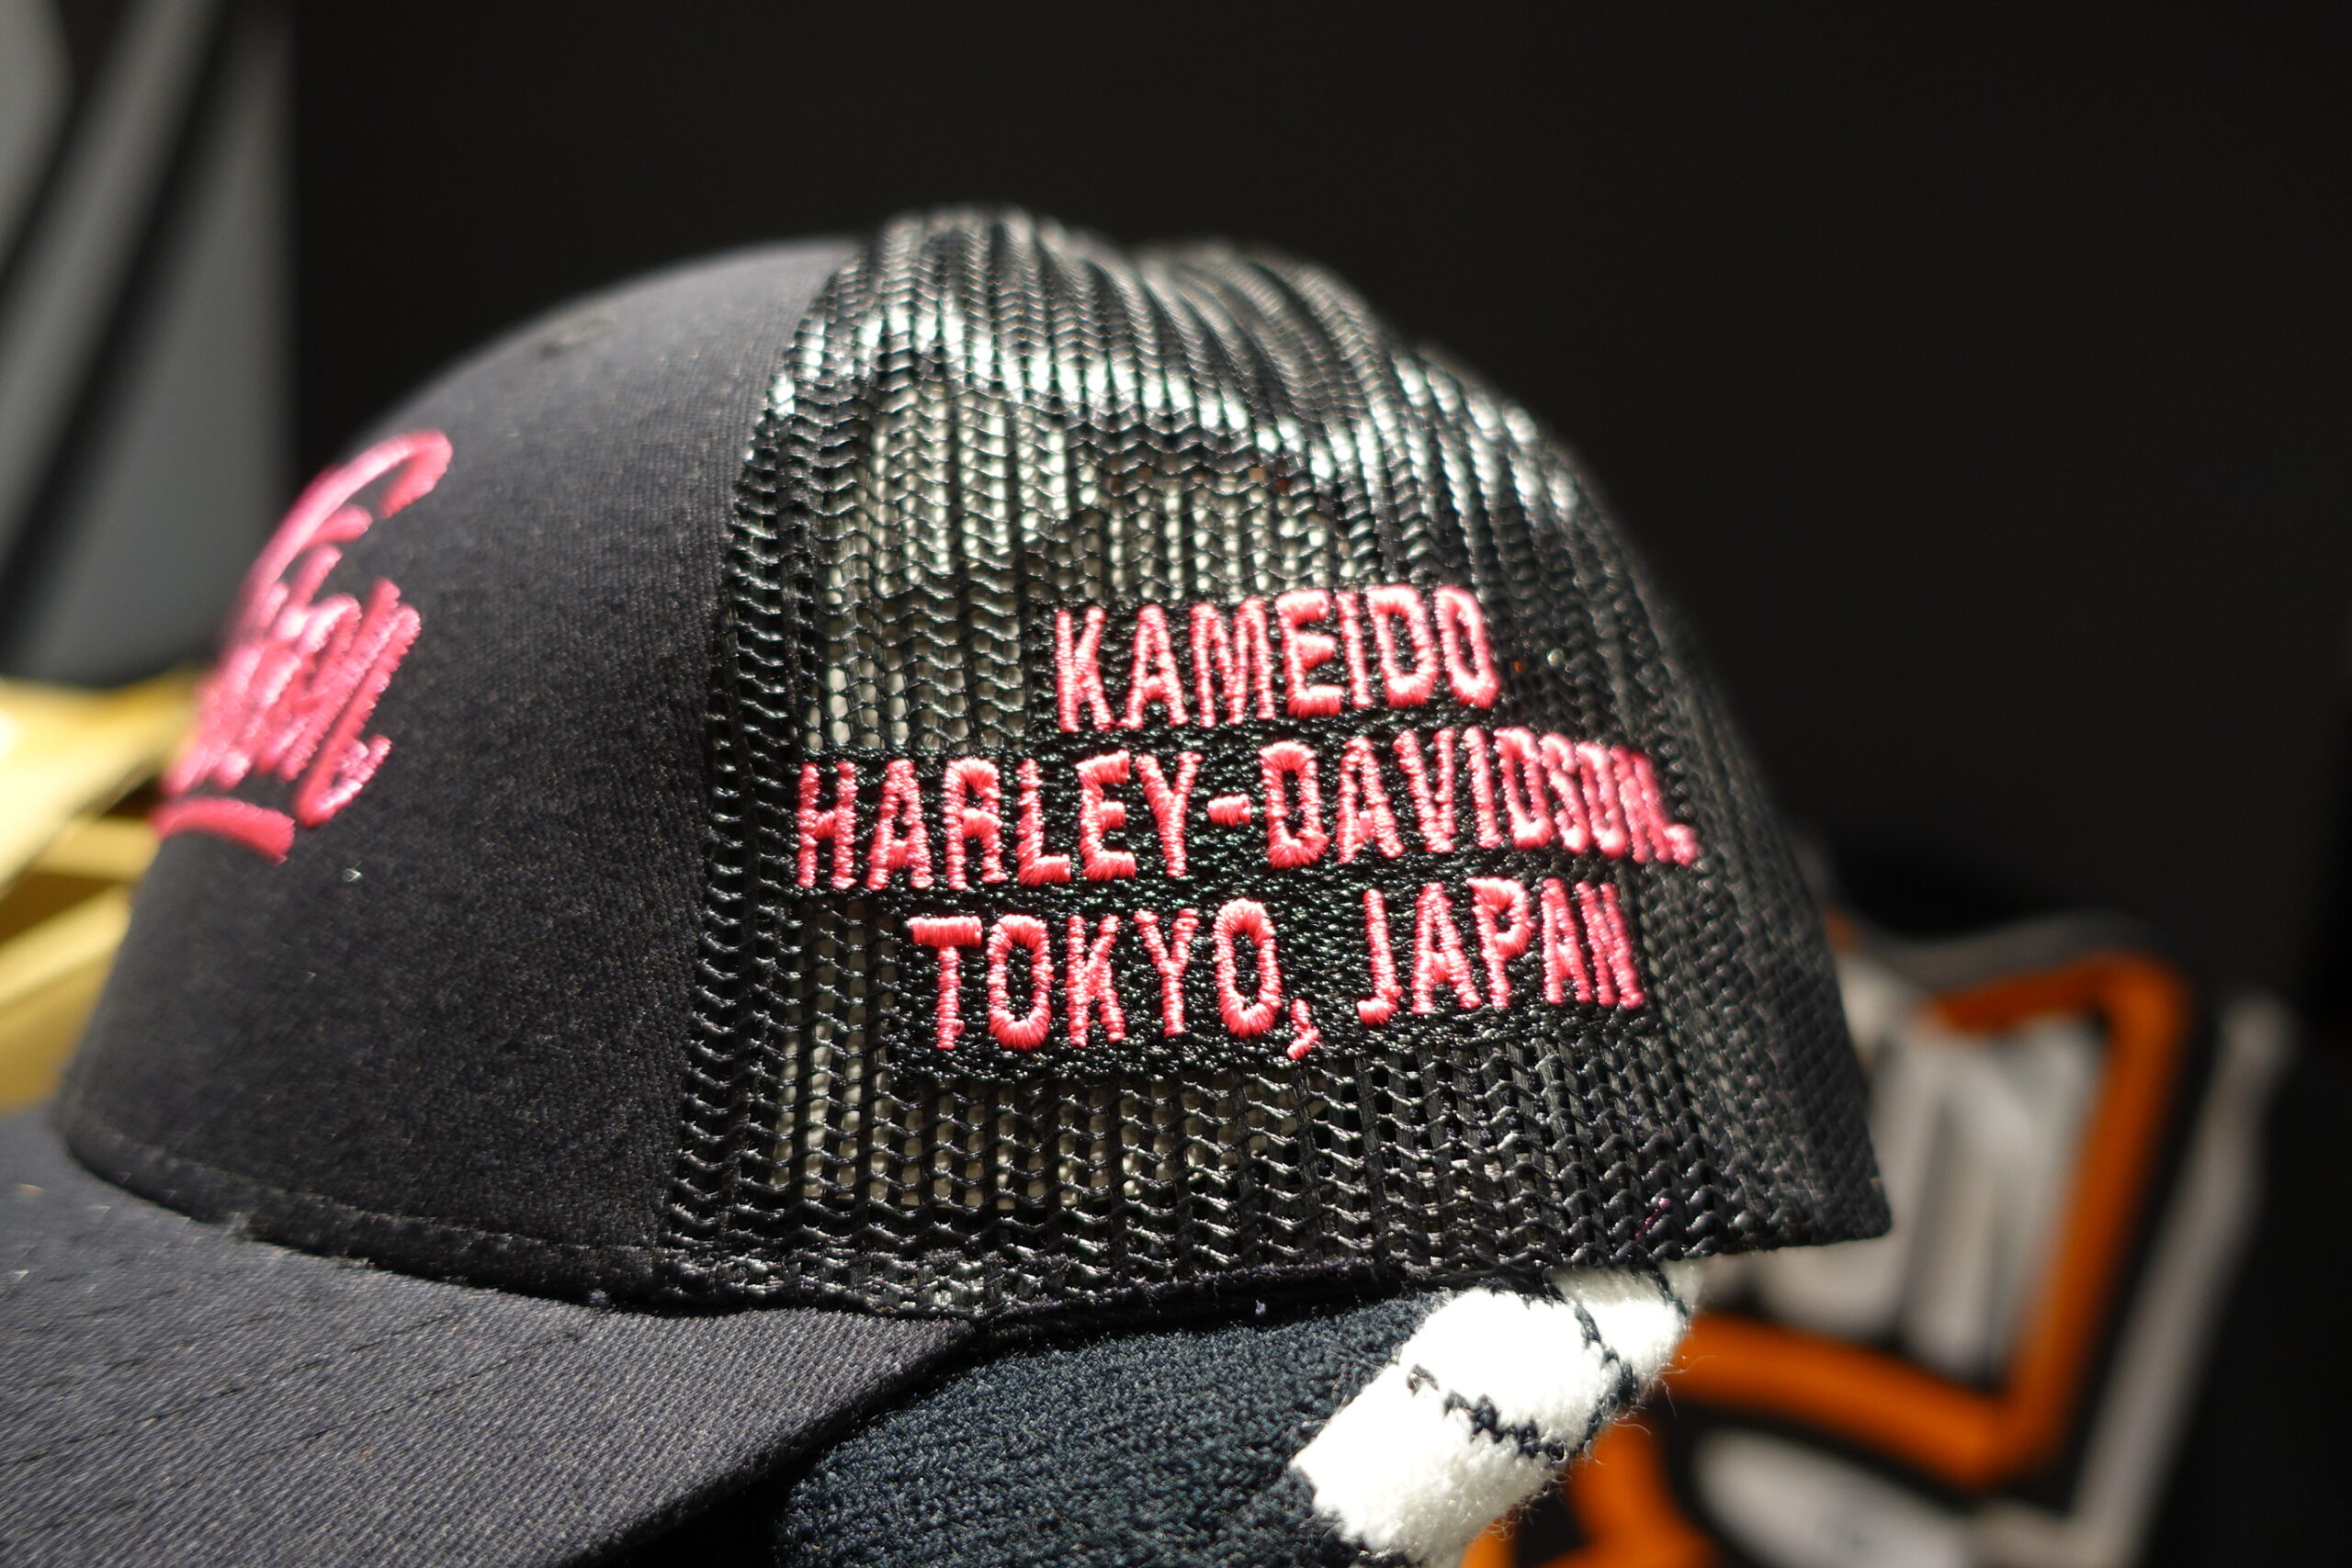 KAMEIDO
HARLEY-DAVIDSON.
TOKYO, JAPAN